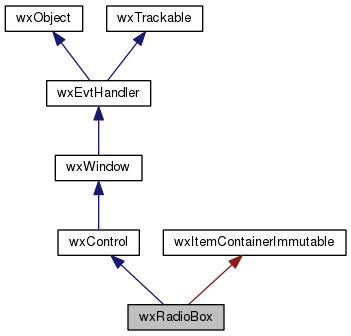 wxObject
wxTrackable
wxEvtHandler
wxWindow
wxControl
wxItemContainerImmutable
wxRadioBox